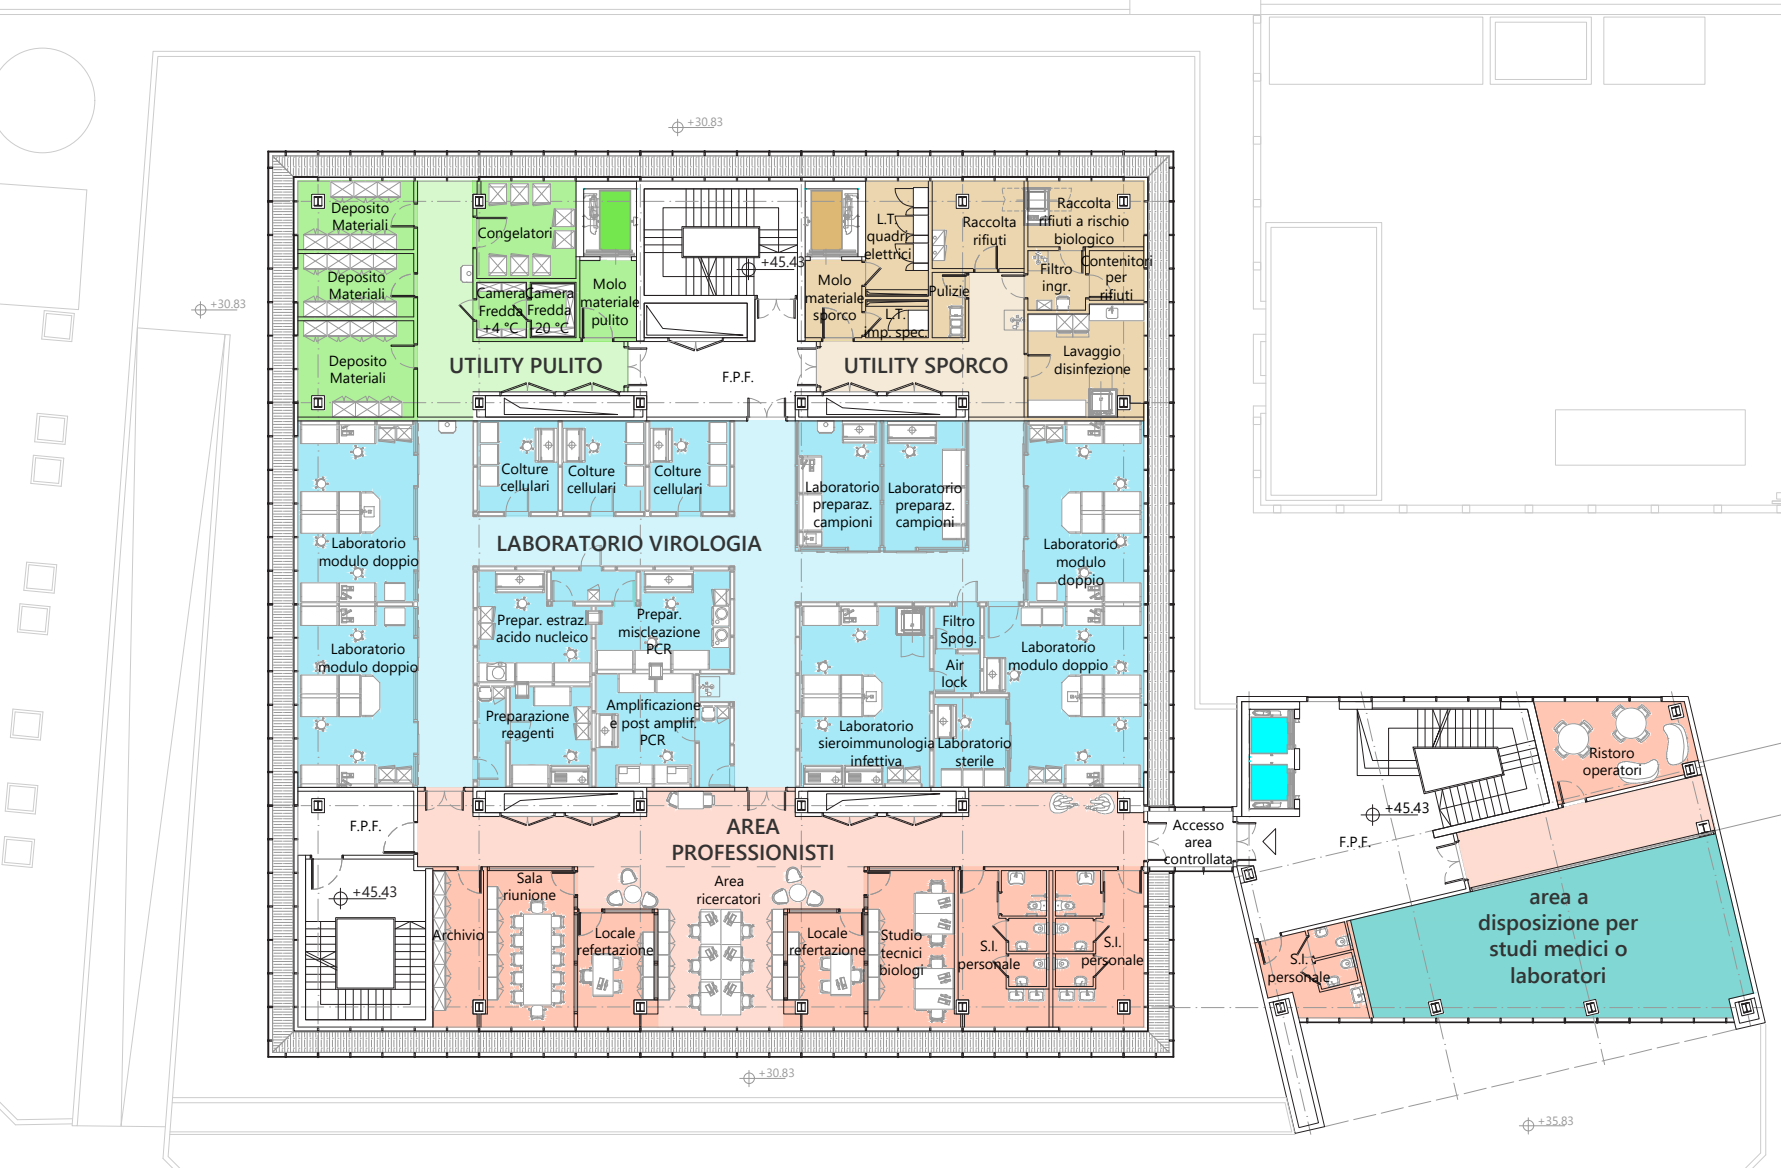 +30.83
+30.83
Deposito
Materiali
Deposito
Materiali
Deposito
Materiali
Congelatori
Camera
Fredda
+4 °C
Camera
Fredda
-20 °C
Molo
materiale
pulito
UTILITY PULITO
+45.43
F.P.F.
Molo
materiale
sporco
L.T.
quadri
elettrici
L.T.
imp. spec.
Pulizie
Raccolta
rifiuti
Raccolta
rifiuti a rischio
biologico
Filtro
ingr.
Contenitori
per
rifiuti
Lavaggio
disinfezione
UTILITY SPORCO
Colture
cellulari
Colture
cellulari
Colture
cellulari
Laboratorio
preparaz.
campioni
Laboratorio
preparaz.
campioni
LABORATORIO VIROLOGIA
Laboratorio
modulo doppio
Laboratorio
modulo
doppio
Laboratorio
modulo doppio
Prepar. estraz.
acido nucleico
Prepar.
miscleazione
PCR
Preparazione
reagenti
Amplificazione
e post amplif.
PCR
Filtro
Spog.
Air
lock
Laboratorio
modulo doppio
Laboratorio
sieroimmunologia
infettiva
Laboratorio
sterile
F.P.F.
+45.43
AREA
PROFESSIONISTI
Archivio
Sala
riunione
Locale
refertazione
Area
ricercatori
Locale
refertazione
Studio
tecnici
biologi
S.I.
personale
S.I.
personale
Accesso
area
controllata
Ristoro
operatori
+45.43
F.P.F.
area a
disposizione per
studi medici o
laboratori
S.I.
personale
+30.83
+35.83